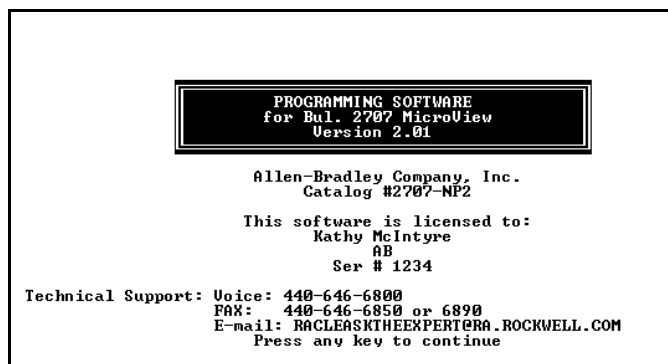 PROGRAMMING SOFTWARE
for Bul. 2707 MicroView
Version 2.01
Allen-Bradley Company, Inc.
Catalog #2707-NP2
This software is licensed to:
Kathy McIntyre
AB
Ser # 1234
Technical Support: Voice: 440-646-6800
FAX: 440-646-6850 or 6890
E-mail: RACLEASKTHEEXPERT@RA.ROCKWELL.COM
Press any key to continue